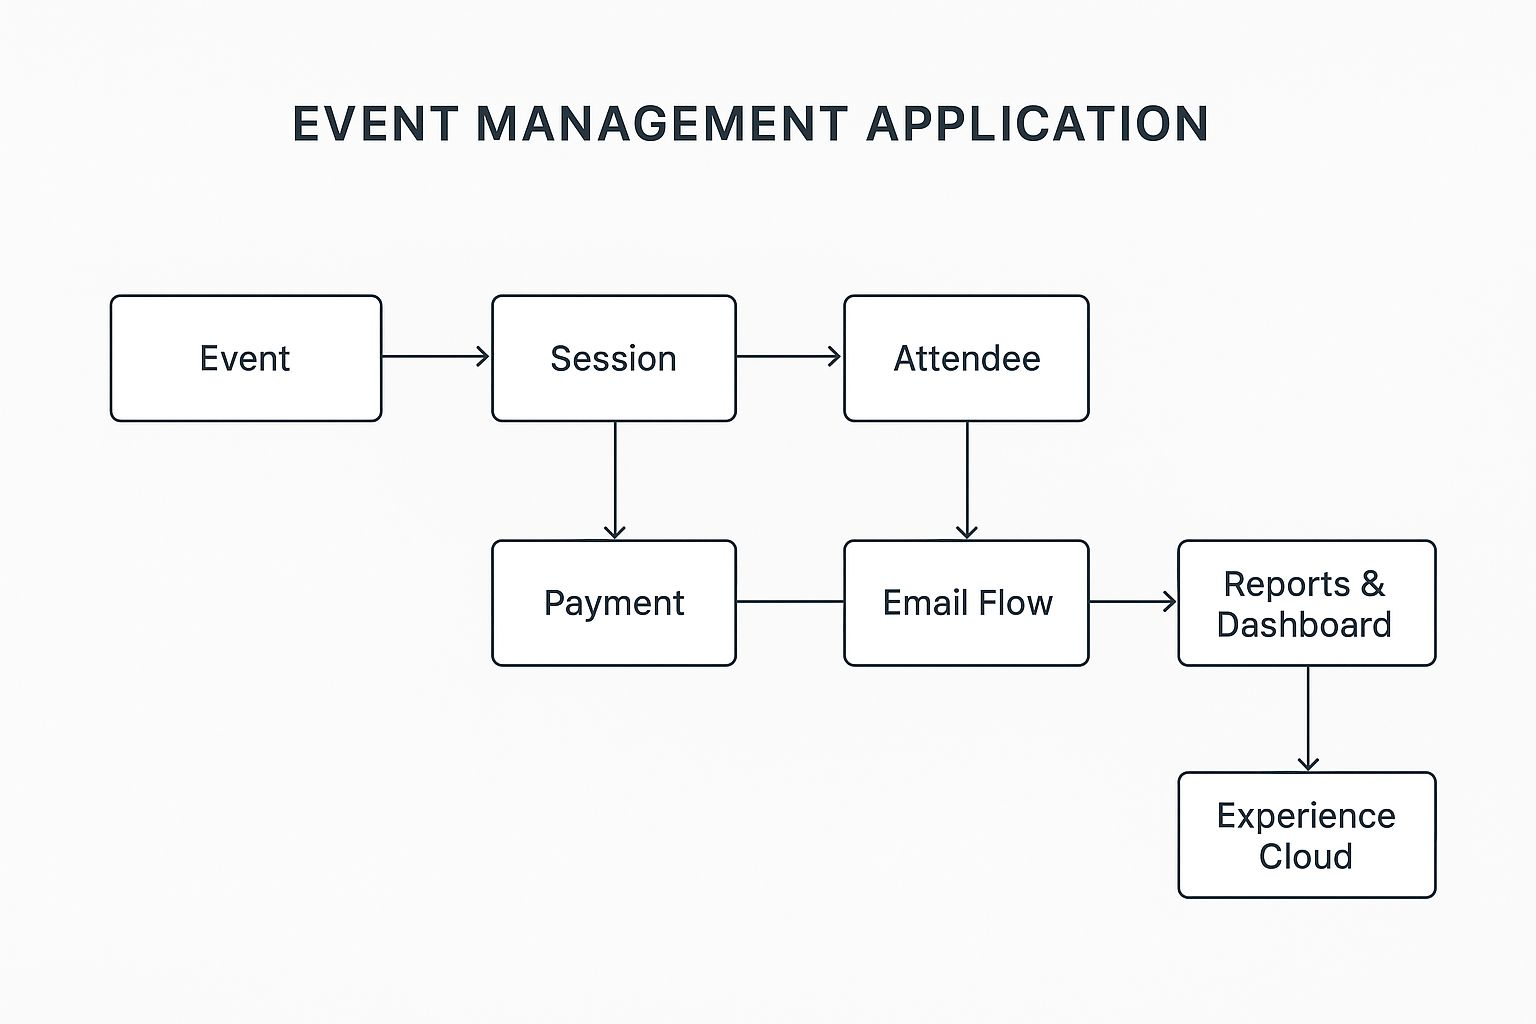 EVENT MANAGEMENT APPLICATION
Event
Session
Attendee
Payment
Email Flow
Reports &
Dashboard
Experience
Cloud